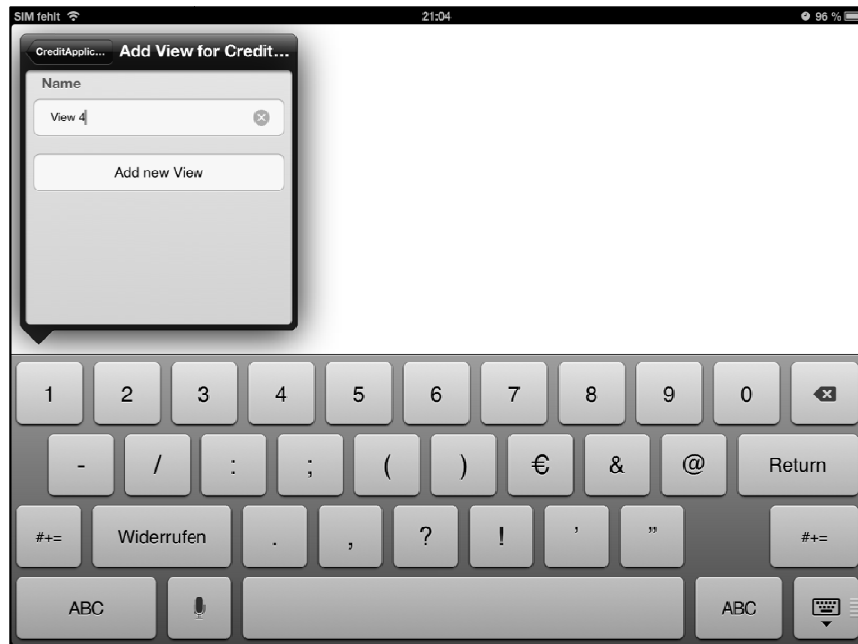 SIM fehlt 21:04 96 %
CreditApplic... Add View for Credit...
Name
View 4
Add new View
1 2 3 4 5 6 7 8 9 0
- / : ; ( ) € & @ Return
#+= Widerrufen . , ? ! ' " #+=
ABC ABC